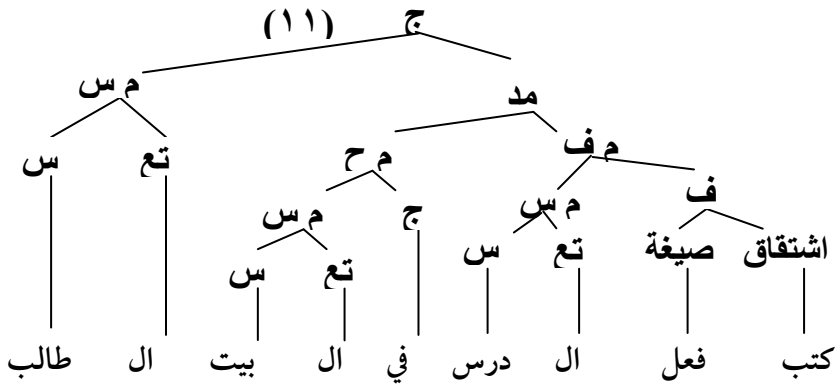 ج (١١)
مد م س
م ف م ح تع س
ف م س ج م س
اشتقاق صيغة تع س تع س
كتب فعل ال درس في ال بيت ال طالب